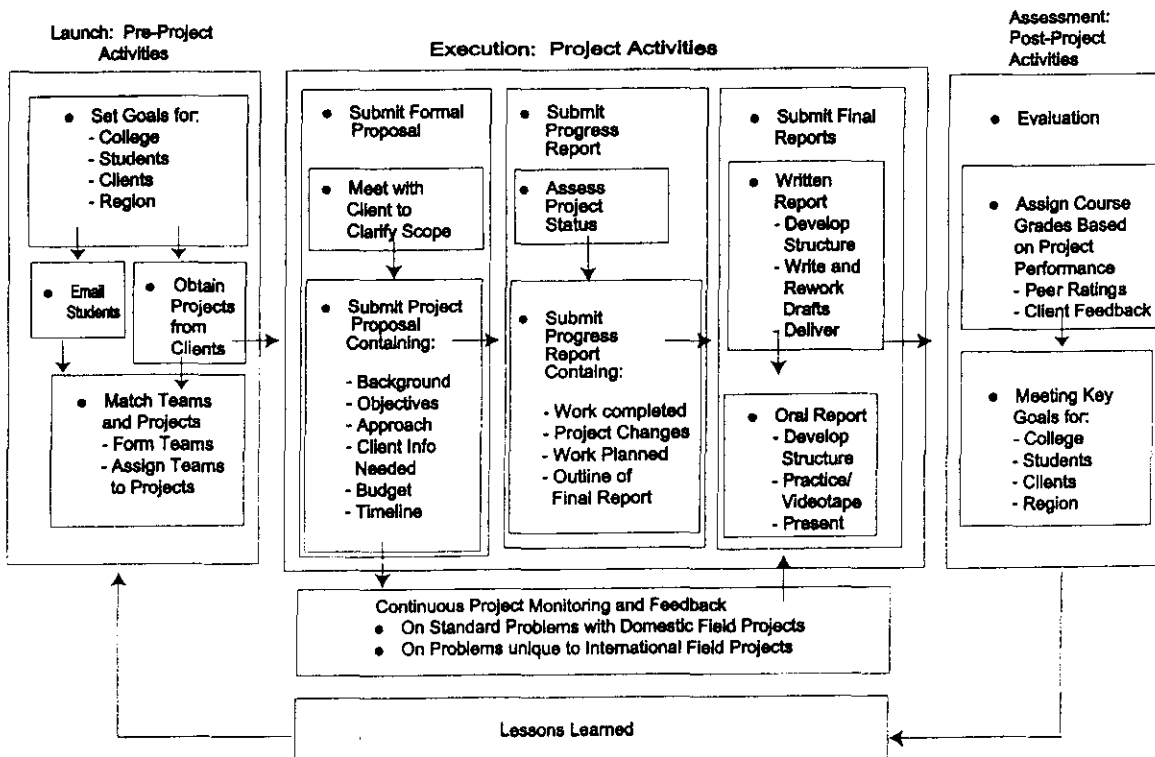 Launch: Pre-Project
Activities
● Set Goals for:
- College
- Students
- Clients
- Region
● Email
Students
● Obtain
Projects
from
Clients
● Match Teams
and Projects
- Form Teams
- Assign Teams
to Projects
Execution: Project Activities
● Submit Formal
Proposal
● Meet with
Client to
Clarify Scope
● Submit Project
Proposal
Containing:
- Background
- Objectives
- Approach
- Client Info
Needed
- Budget
- Timeline
● Submit
Progress
Report
● Assess
Project
Status
● Submit
Progress
Report
Containg:
- Work completed
- Project Changes
- Work Planned
- Outline of
Final Report
● Submit Final
Reports
● Written
Report
- Develop
Structure
- Write and
Rework
Drafts
- Deliver
● Oral Report
- Develop
Structure
- Practice/
Videotape
- Present
Assessment:
Post-Project
Activities
● Evaluation
● Assign Course
Grades Based
on Project
Performance
- Peer Ratings
- Client Feedback
● Meeting Key
Goals for:
- College
- Students
- Clients
- Region
Continuous Project Monitoring and Feedback
● On Standard Problems with Domestic Field Projects
● On Problems unique to International Field Projects
Lessons Learned